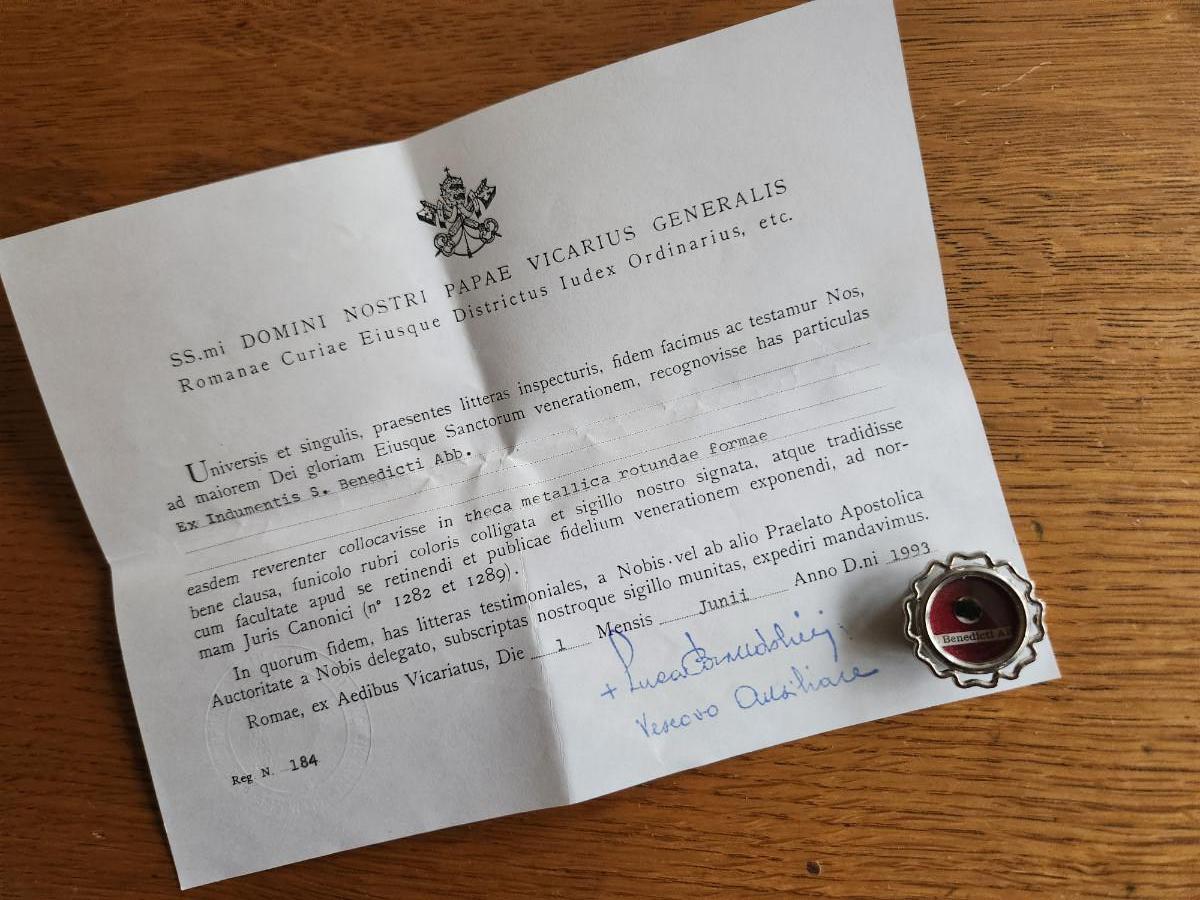 SS.mi DOMINI NOSTRI PAPAE VICARIUS GENERALIS
Romanae Curiae Eiusque Districtus Iudex Ordinarius, etc.
Universis et singulis, praesentes litteras inspecturis, fidem facimus ac testamur Nos,
ad maiorem Dei gloriam Eiusque Sanctorum venerationem, recognovisse has particulas
Ex Indumentis S. Benedicti Abb.
easdem reverenter collocavisse in theca metallica rotundae formae
bene clausa, funicolo rubri coloris colligata et sigillo nostro signata, atque tradidisse
cum facultate apud se retinendi et publicae fidelium venerationem exponendi, ad nor-
mam Juris Canonici (n° 1282 et 1289).
In quorum fidem, has litteras testimoniales, a Nobis vel ab alio Praelato Apostolica
Auctoritate a Nobis delegato, subscriptas nostroque sigillo munitas, expediri mandavimus.
Romae, ex Aedibus Vicariatus, Die 1 Mensis Junii Anno D.ni 1993
+ Luca
Vescovo Ausiliare
Reg N. 184
Benedicti A